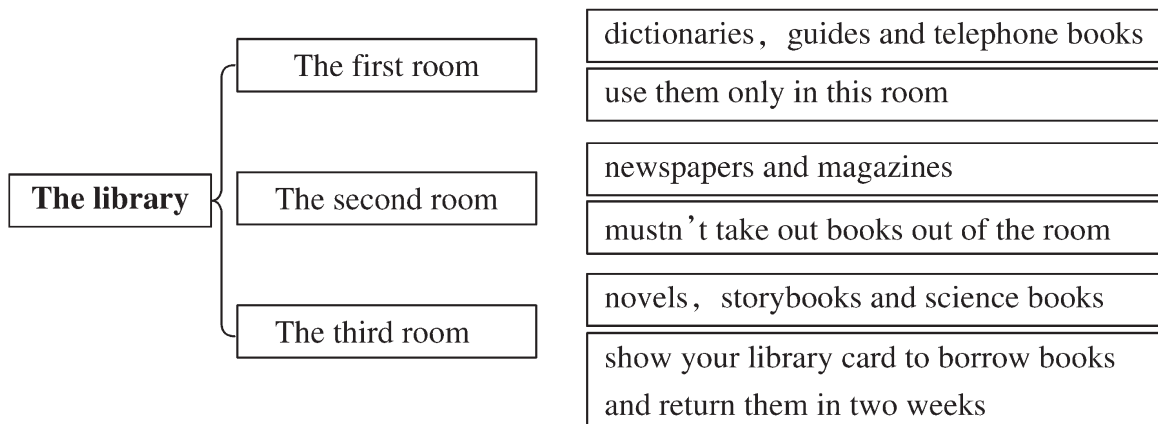 The library
The first room
dictionaries, guides and telephone books
use them only in this room
The second room
newspapers and magazines
mustn't take out books out of the room
The third room
novels, storybooks and science books
show your library card to borrow books
and return them in two weeks